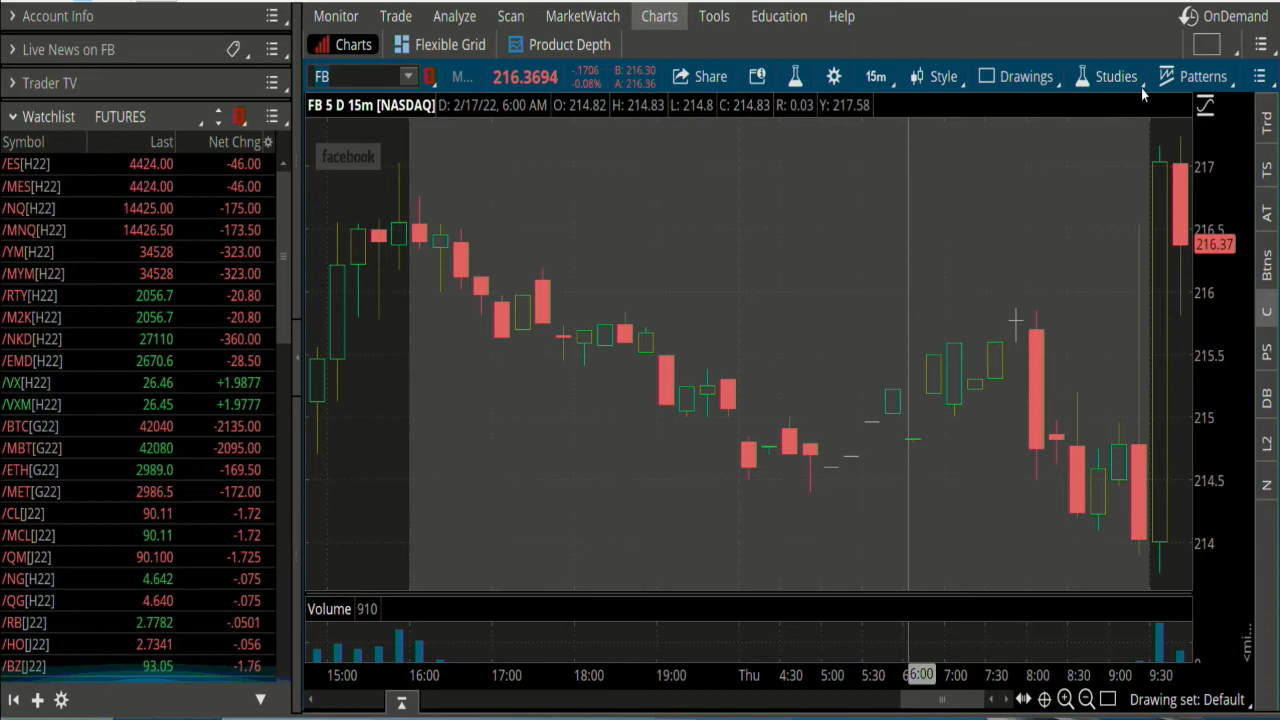 Account Info
Live News on FB
Trader TV
Watchlist FUTURES
Symbol Last Net Chng
/ES[H22] 4424.00 -46.00
/MES[H22] 4424.00 -46.00
/NQ[H22] 14425.00 -175.00
/MNQ[H22] 14426.50 -173.50
/YM[H22] 34528 -323.00
/MYM[H22] 34528 -323.00
/RTY[H22] 2056.7 -20.80
/M2K[H22] 2056.7 -20.80
/NKD[H22] 27110 -360.00
/EMD[H22] 2670.6 -28.50
/VX[H22] 26.46 +1.9877
/VXM[H22] 26.45 +1.9777
/BTC[G22] 42040 -2135.00
/MBT[G22] 42080 -2095.00
/ETH[G22] 2989.0 -169.50
/MET[G22] 2986.5 -172.00
/CL[J22] 90.11 -1.72
/MCL[J22] 90.11 -1.72
/QM[J22] 90.100 -1.725
/NG[H22] 4.642 -.075
/QG[H22] 4.640 -.075
/RB[J22] 2.7782 -.0501
/HO[J22] 2.7341 -.056
/BZ[J22] 93.05 -1.76
Monitor Trade Analyze Scan MarketWatch Charts Tools Education Help
OnDemand
Charts Flexible Grid Product Depth
FB M... 216.3694 -.1706 -0.08% B: 216.30 A: 216.36 Share 15m Style Drawings Studies Patterns
FB 5 D 15m [NASDAQ] D: 2/17/22, 6:00 AM O: 214.82 H: 214.83 L: 214.8 C: 214.83 R: 0.03 Y: 217.58
facebook
217
216.5
216.37
216
215.5
215
214.5
214
Volume 910
0
<mi...
15:00 16:00 17:00 18:00 19:00 Thu 4:30 5:00 5:30 6:00 7:00 7:30 8:00 8:30 9:00 9:30
Drawing set: Default
Trd
TS
AT
Btns
C
PS
DB
L2
N